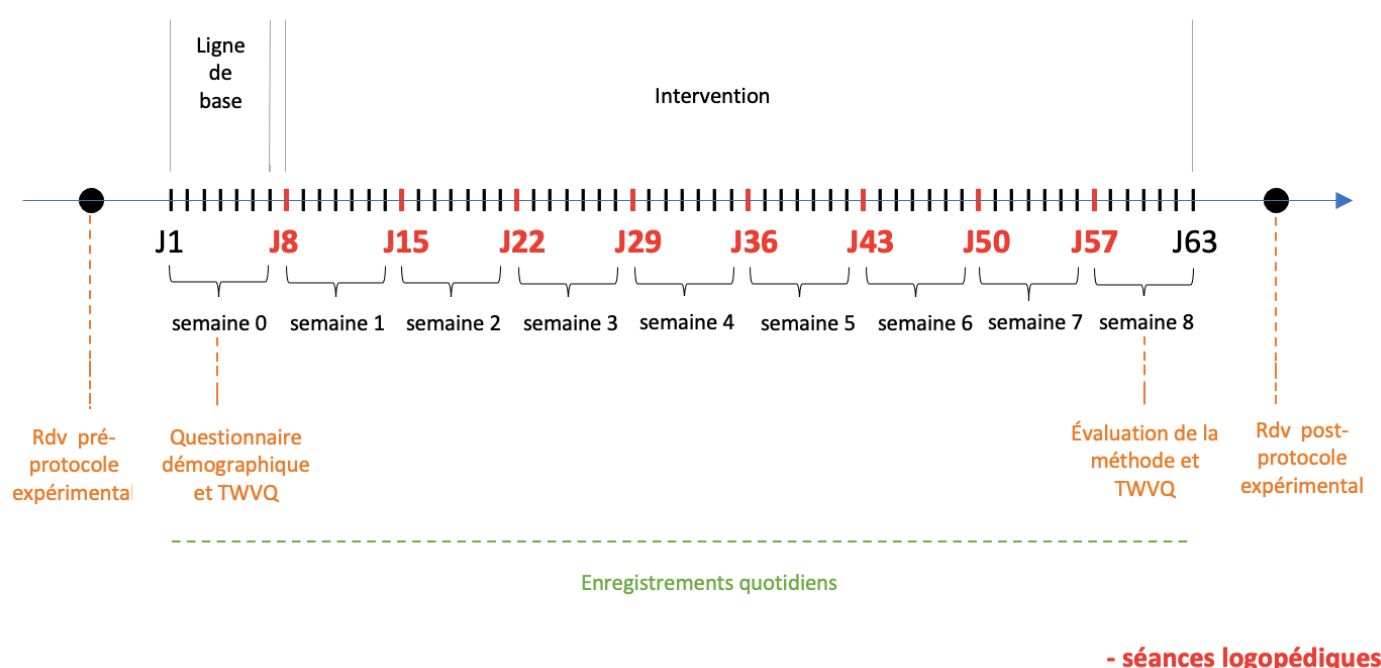 Ligne
de
base
Intervention
J1 J8 J15 J22 J29 J36 J43 J50 J57 J63
semaine 0 semaine 1 semaine 2 semaine 3 semaine 4 semaine 5 semaine 6 semaine 7 semaine 8
Rdv pré-
protocole
expérimental
Questionnaire
démographique
et TWVQ
Évaluation de la
méthode et
TWVQ
Rdv post-
protocole
expérimental
Enregistrements quotidiens
- séances logopédiques